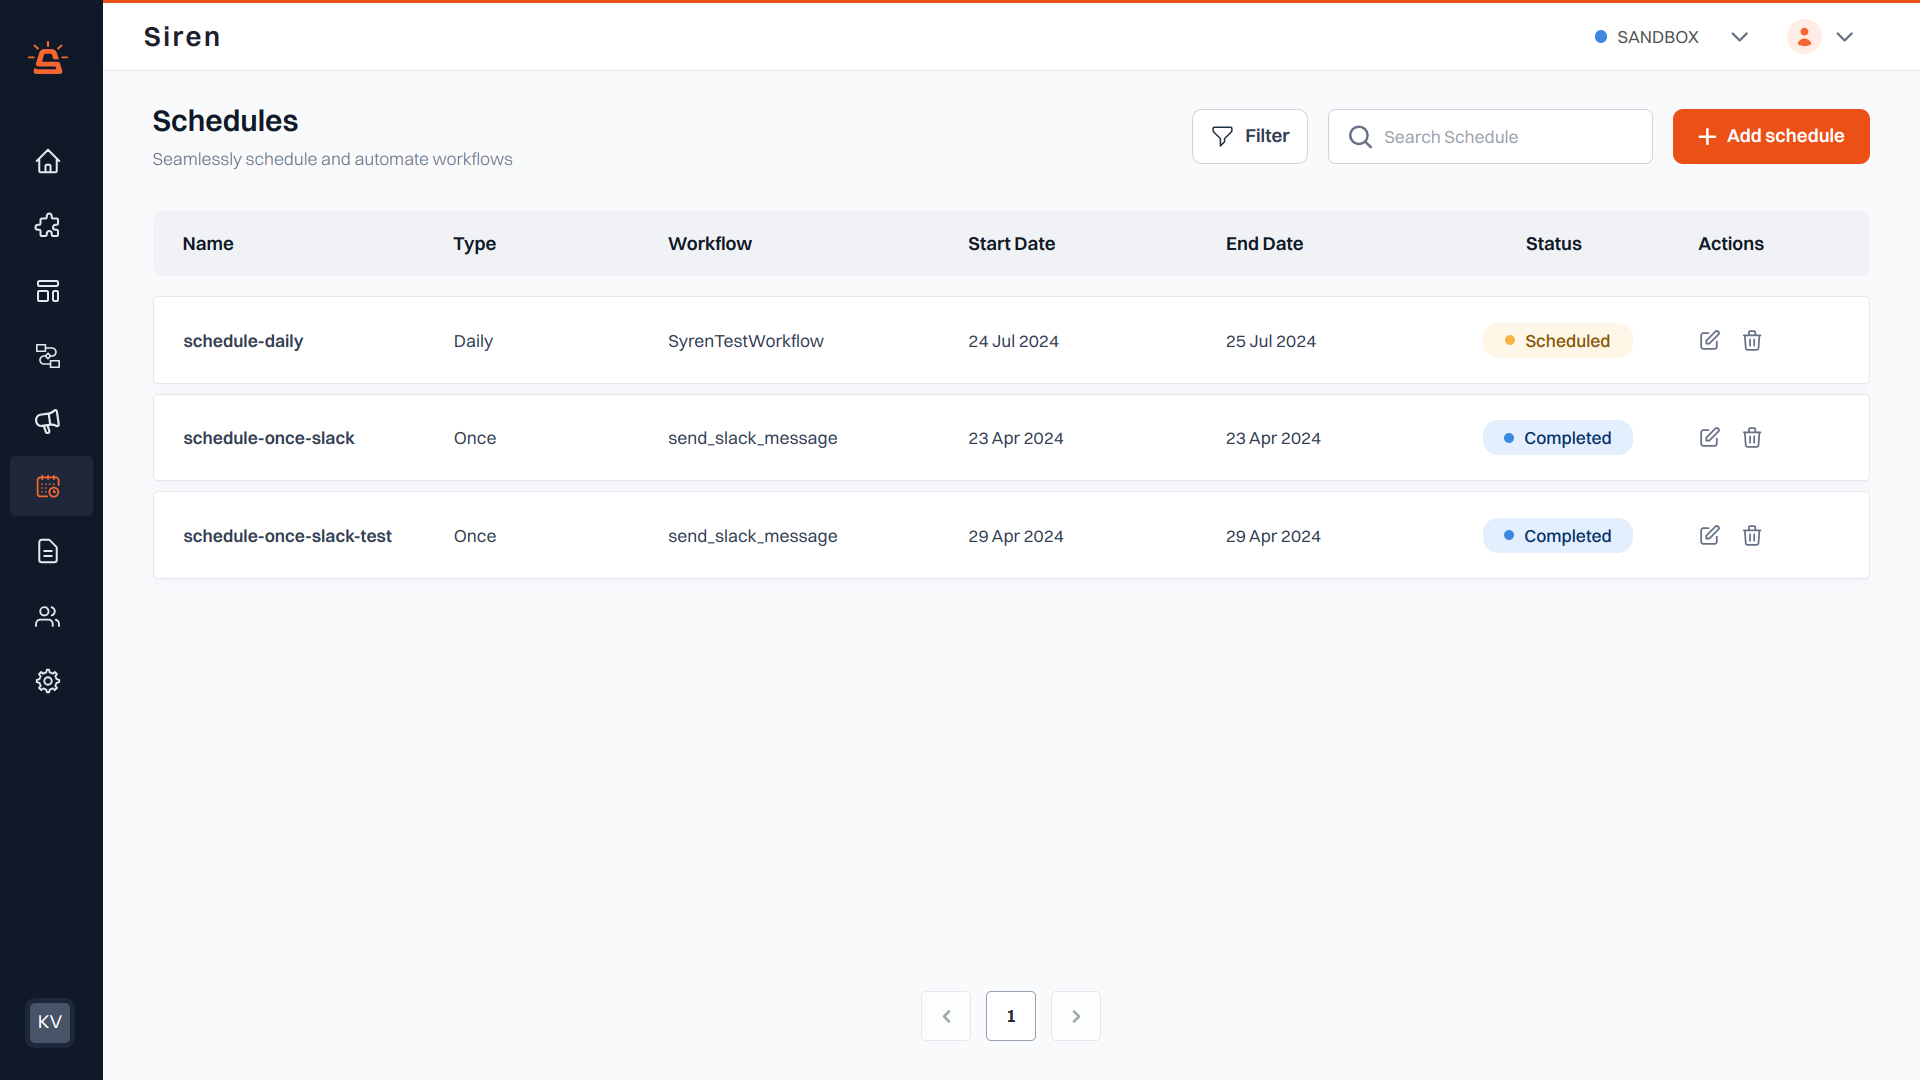 Siren
SANDBOX
Schedules
Seamlessly schedule and automate workflows
Filter
Search Schedule
Add schedule
Name Type Workflow Start Date End Date Status Actions
schedule-daily Daily SyrenTestWorkflow 24 Jul 2024 25 Jul 2024 Scheduled
schedule-once-slack Once send_slack_message 23 Apr 2024 23 Apr 2024 Completed
schedule-once-slack-test Once send_slack_message 29 Apr 2024 29 Apr 2024 Completed
KV
1